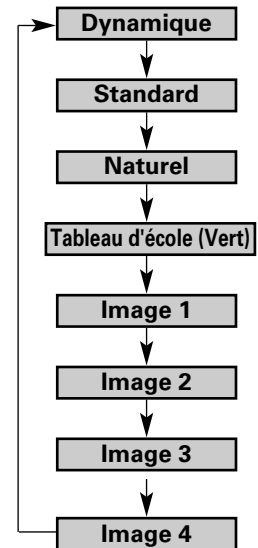 Dynamique
Standard
Naturel
Tableau d'école (Vert)
Image 1
Image 2
Image 3
Image 4